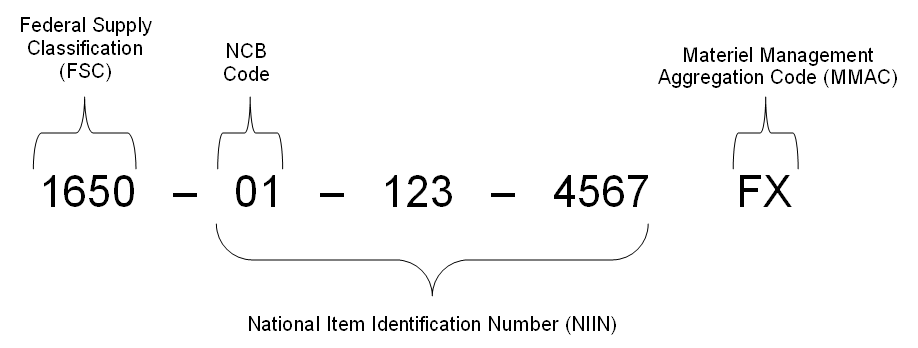 Federal Supply
Classification
(FSC)
NCB
Code
Materiel Management
Aggregation Code (MMAC)
1650 – 01 – 123 – 4567 FX
National Item Identification Number (NIIN)